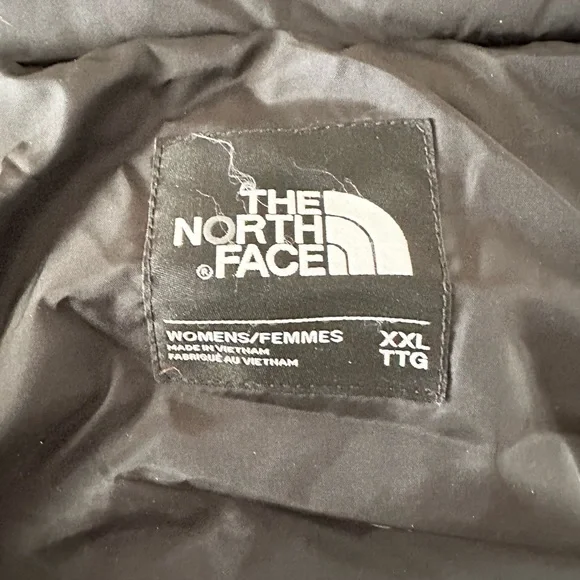 THE
NORTH
® FACE
WOMENS/FEMMES XXL
MADE IN VIETNAM TTG
FABRIQUÉ AU VIETNAM